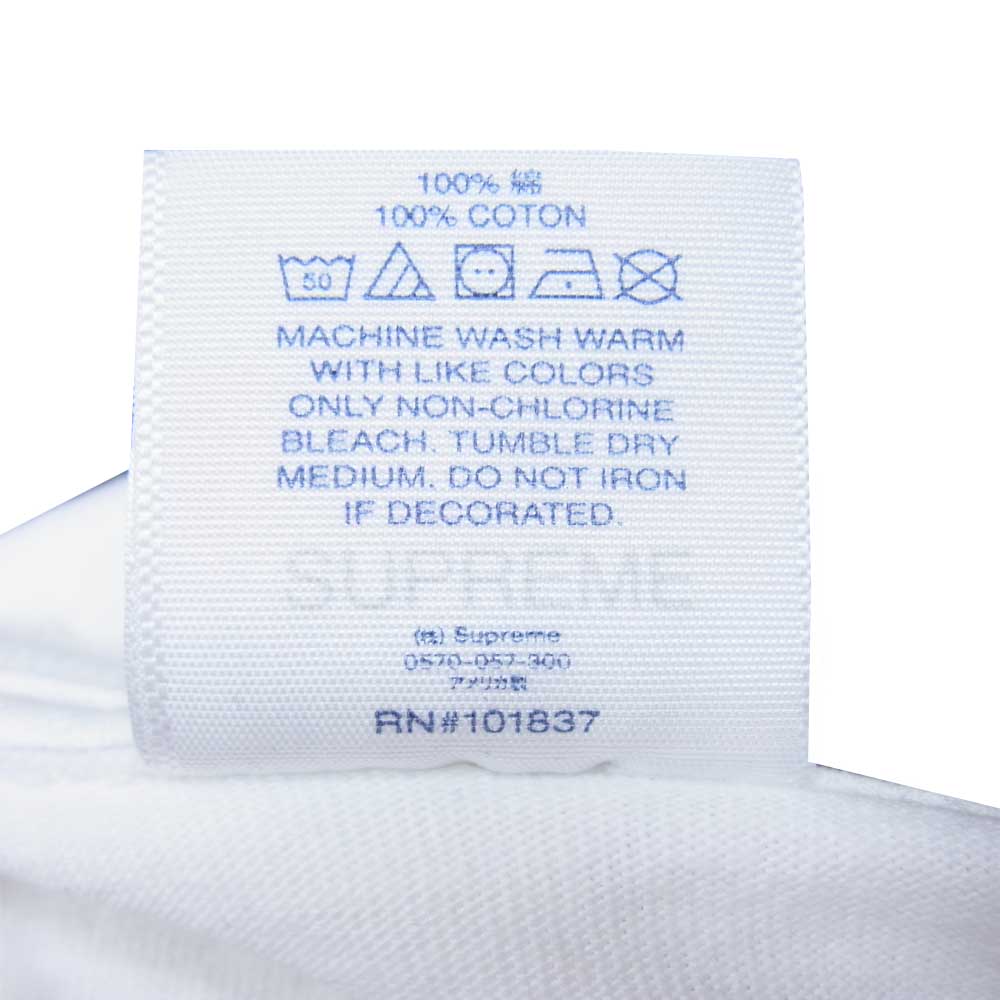 100% 綿
100% COTON
50
MACHINE WASH WARM
WITH LIKE COLORS
ONLY NON-CHLORINE
BLEACH. TUMBLE DRY
MEDIUM. DO NOT IRON
IF DECORATED.
SUPREME
(株) Supreme
0570-057-300
アメリカ製
RN#101837